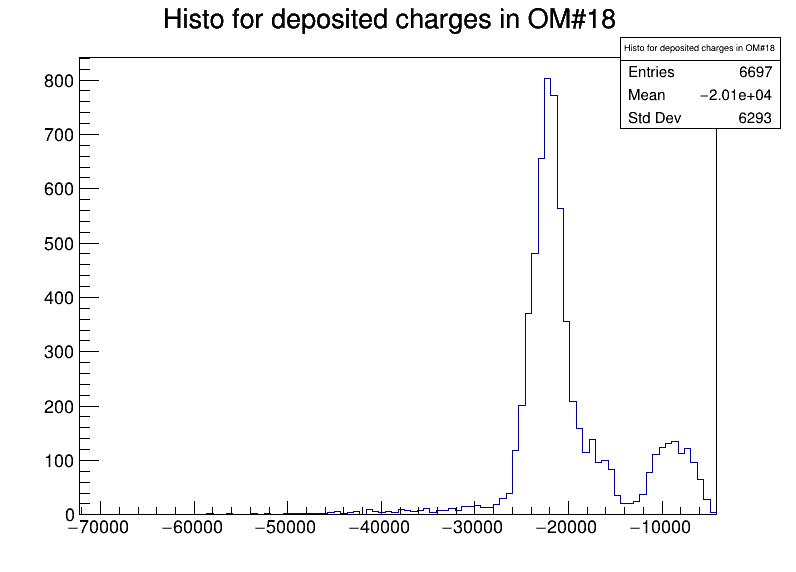 Histo for deposited charges in OM#18
Histo for deposited charges in OM#18
Entries 6697
Mean −2.01e+04
Std Dev 6293
800
700
600
500
400
300
200
100
0
−70000 −60000 −50000 −40000 −30000 −20000 −10000